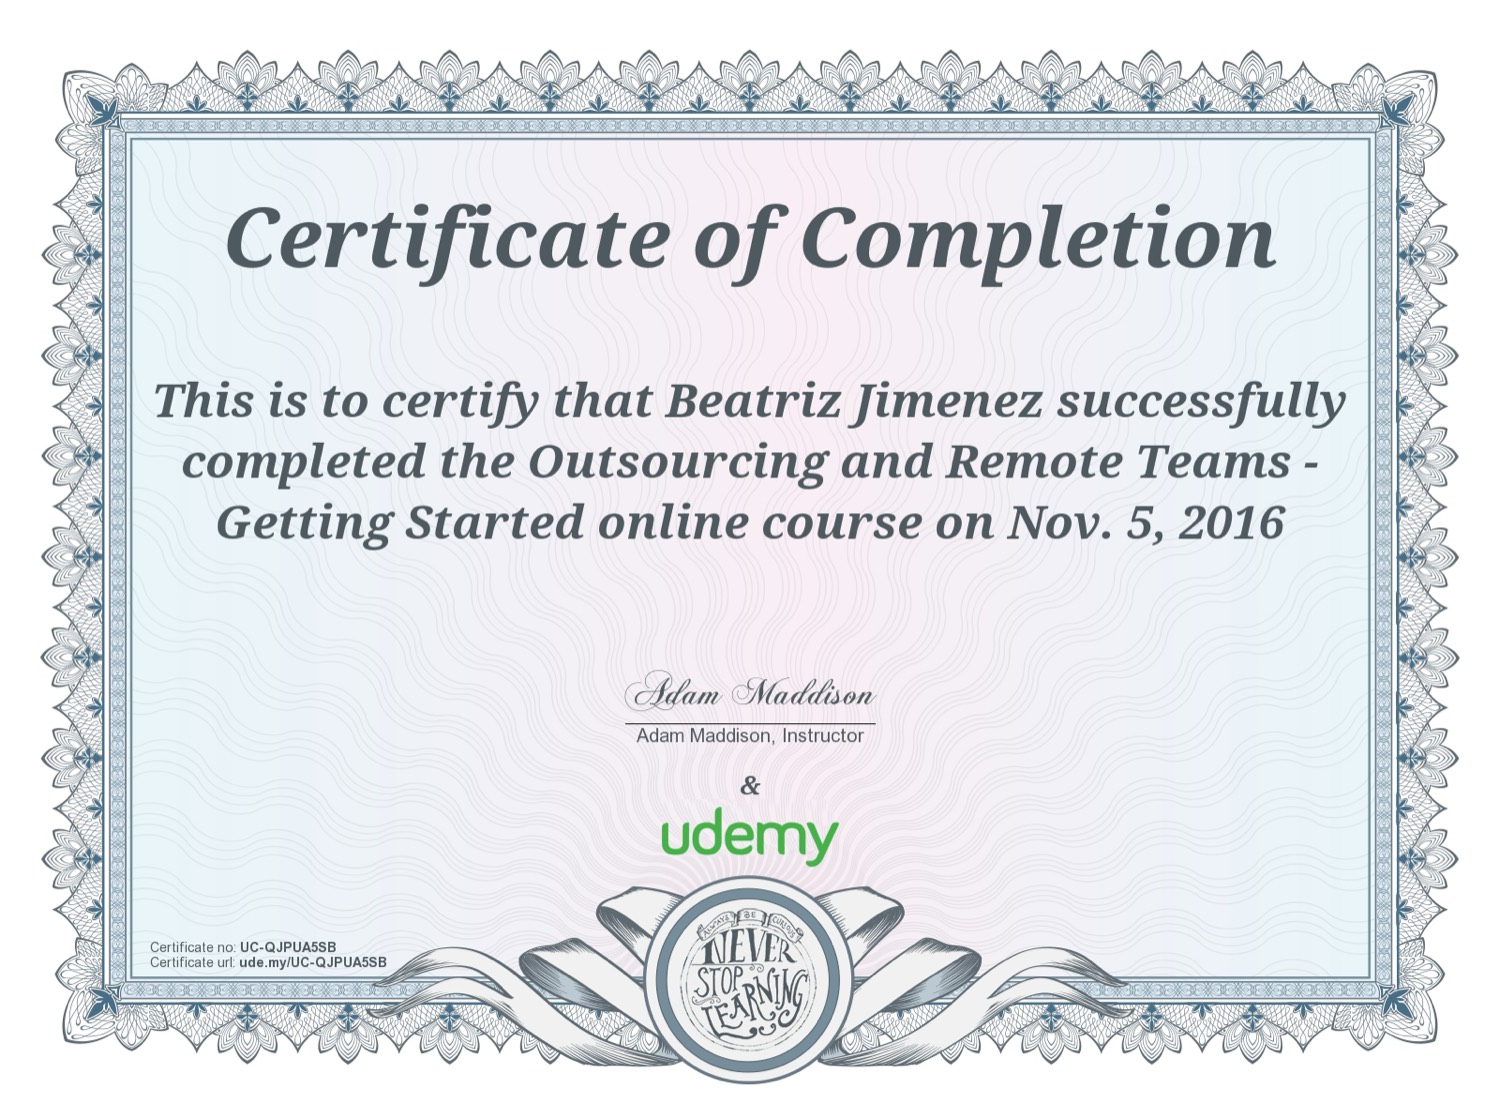 Certificate of Completion
This is to certify that Beatriz Jimenez successfully
completed the Outsourcing and Remote Teams -
Getting Started online course on Nov. 5, 2016
Adam Maddison
Adam Maddison, Instructor
&
udemy
Certificate no: UC-QJPUA5SB
Certificate url: ude.my/UC-QJPUA5SB
ALWAYS BE CURIOUS
NEVER
STOP
LEARNING